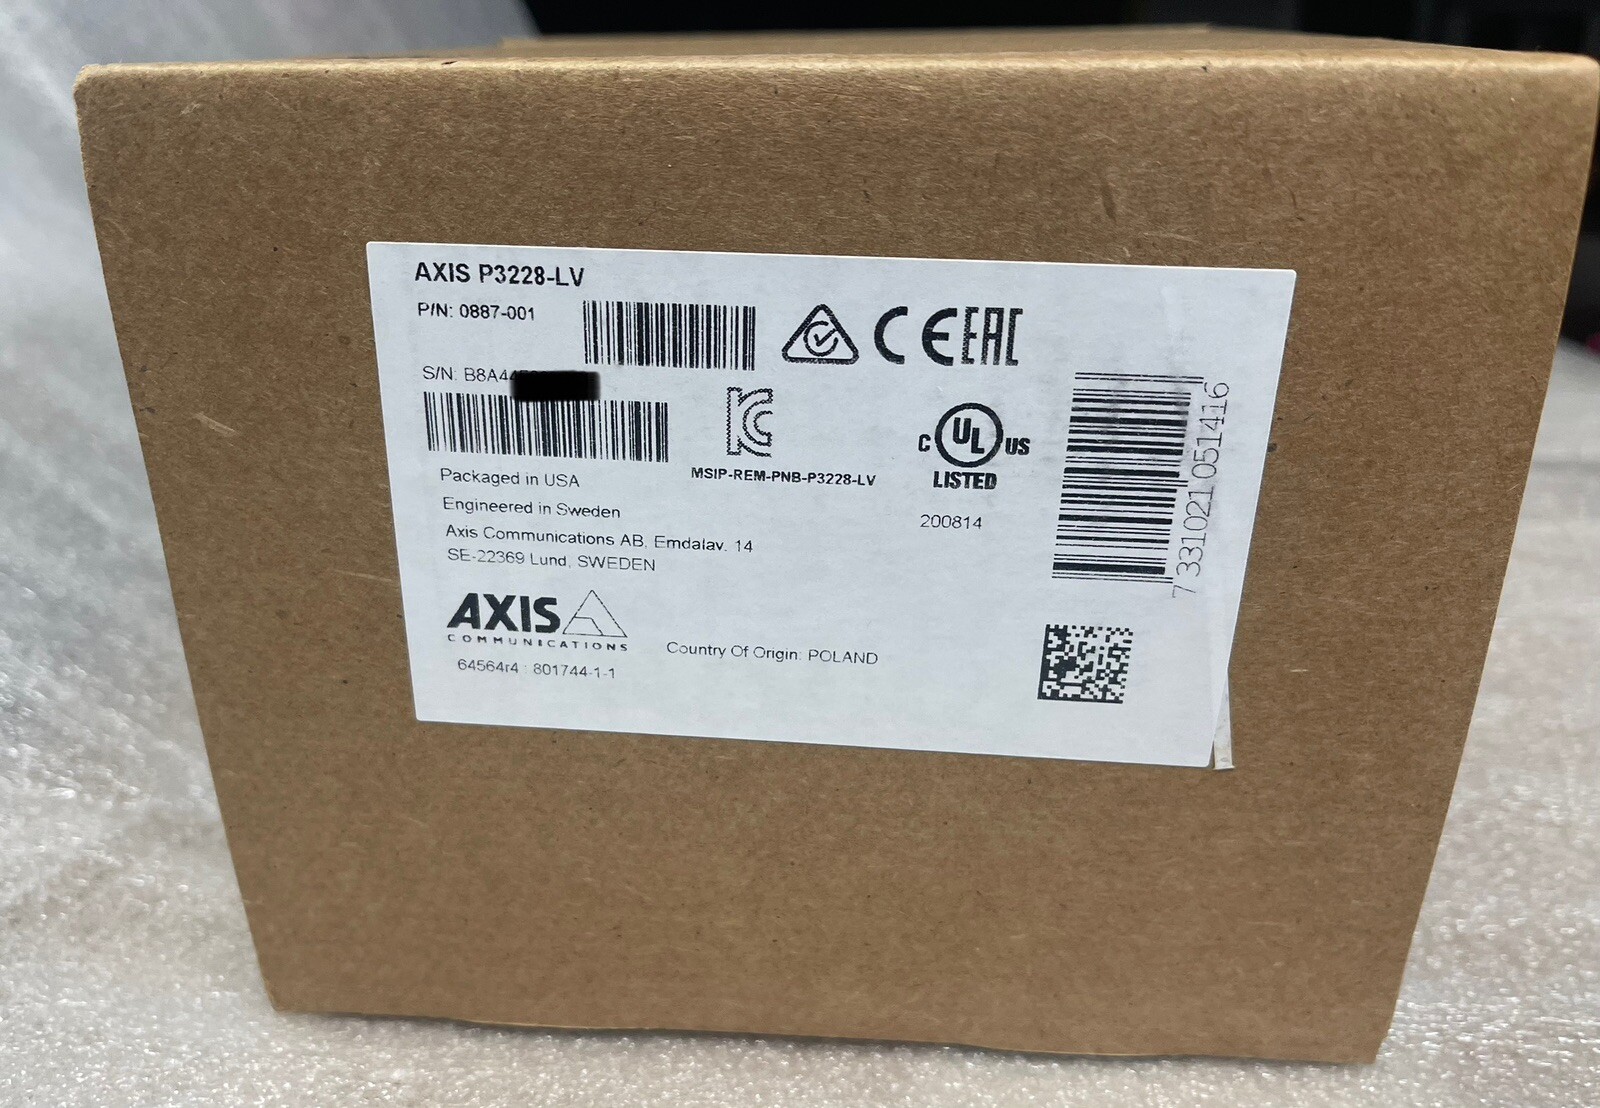 AXIS P3228-LV
P/N: 0887-001
S/N: B8A44
CE EAC
KC
MSIP-REM-PNB-P3228-LV
C UL US
LISTED
200814
Packaged in USA
Engineered in Sweden
Axis Communications AB, Emdalav. 14
SE-22369 Lund, SWEDEN
AXIS
COMMUNICATIONS
64564r4 : 801744-1-1
Country Of Origin: POLAND
7 331021 051416